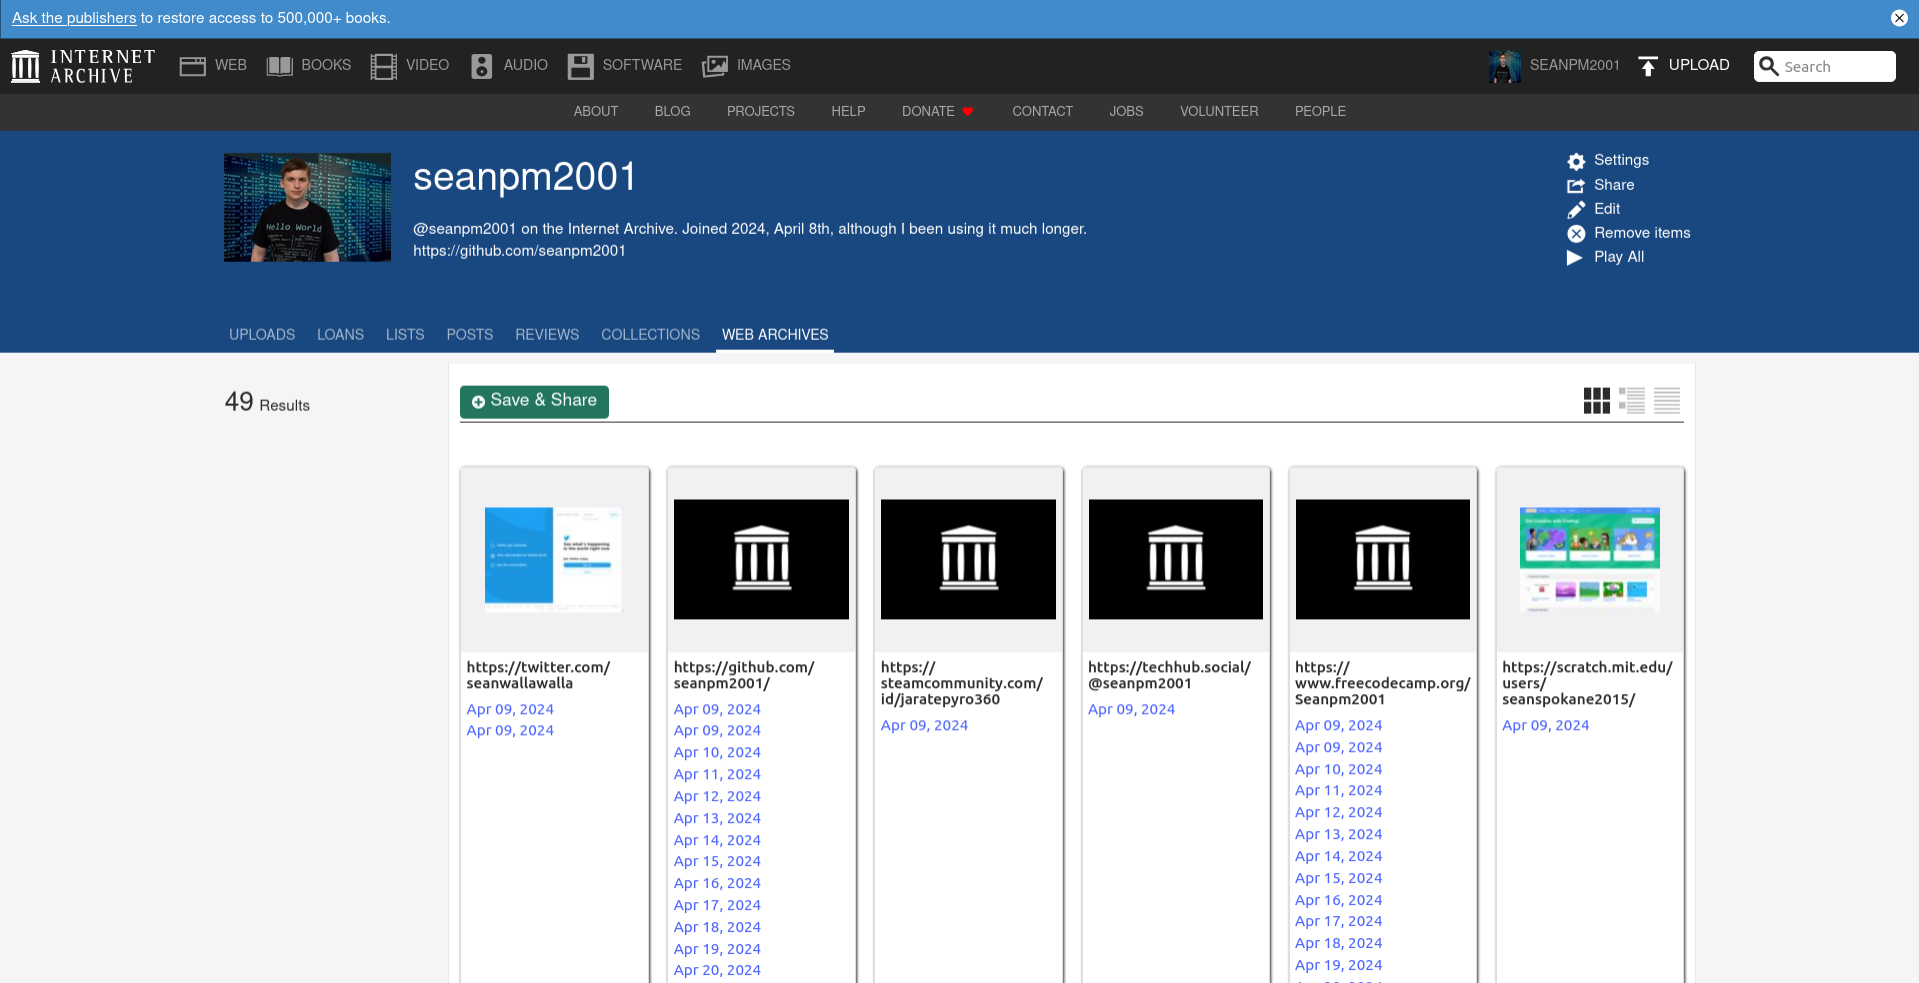 Ask the publishers to restore access to 500,000+ books.
INTERNET ARCHIVE
WEB BOOKS VIDEO AUDIO SOFTWARE IMAGES SEANPM2001 UPLOAD Search
ABOUT BLOG PROJECTS HELP DONATE CONTACT JOBS VOLUNTEER PEOPLE
seanpm2001
@seanpm2001 on the Internet Archive. Joined 2024, April 8th, although I been using it much longer.
https://github.com/seanpm2001
Hello World
Settings
Share
Edit
Remove items
Play All
UPLOADS LOANS LISTS POSTS REVIEWS COLLECTIONS WEB ARCHIVES
49 Results
Save & Share
See what's happening
in the world right now
https://twitter.com/
seanwallawalla
Apr 09, 2024
Apr 09, 2024
https://github.com/
seanpm2001/
Apr 09, 2024
Apr 09, 2024
Apr 10, 2024
Apr 11, 2024
Apr 12, 2024
Apr 13, 2024
Apr 14, 2024
Apr 15, 2024
Apr 16, 2024
Apr 17, 2024
Apr 18, 2024
Apr 19, 2024
Apr 20, 2024
https://
steamcommunity.com/
id/jaratepyro360
Apr 09, 2024
https://techhub.social/
@seanpm2001
Apr 09, 2024
https://
www.freecodecamp.org/
Seanpm2001
Apr 09, 2024
Apr 09, 2024
Apr 10, 2024
Apr 11, 2024
Apr 12, 2024
Apr 13, 2024
Apr 14, 2024
Apr 15, 2024
Apr 16, 2024
Apr 17, 2024
Apr 18, 2024
Apr 19, 2024
https://scratch.mit.edu/
users/
seanspokane2015/
Apr 09, 2024